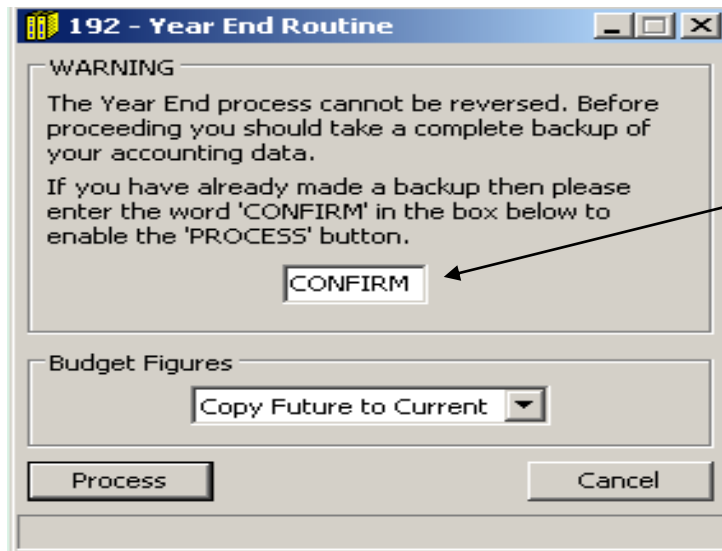 192 - Year End Routine
WARNING
The Year End process cannot be reversed. Before
proceeding you should take a complete backup of
your accounting data.
If you have already made a backup then please
enter the word 'CONFIRM' in the box below to
enable the 'PROCESS' button.
CONFIRM
Budget Figures
Copy Future to Current
Process
Cancel